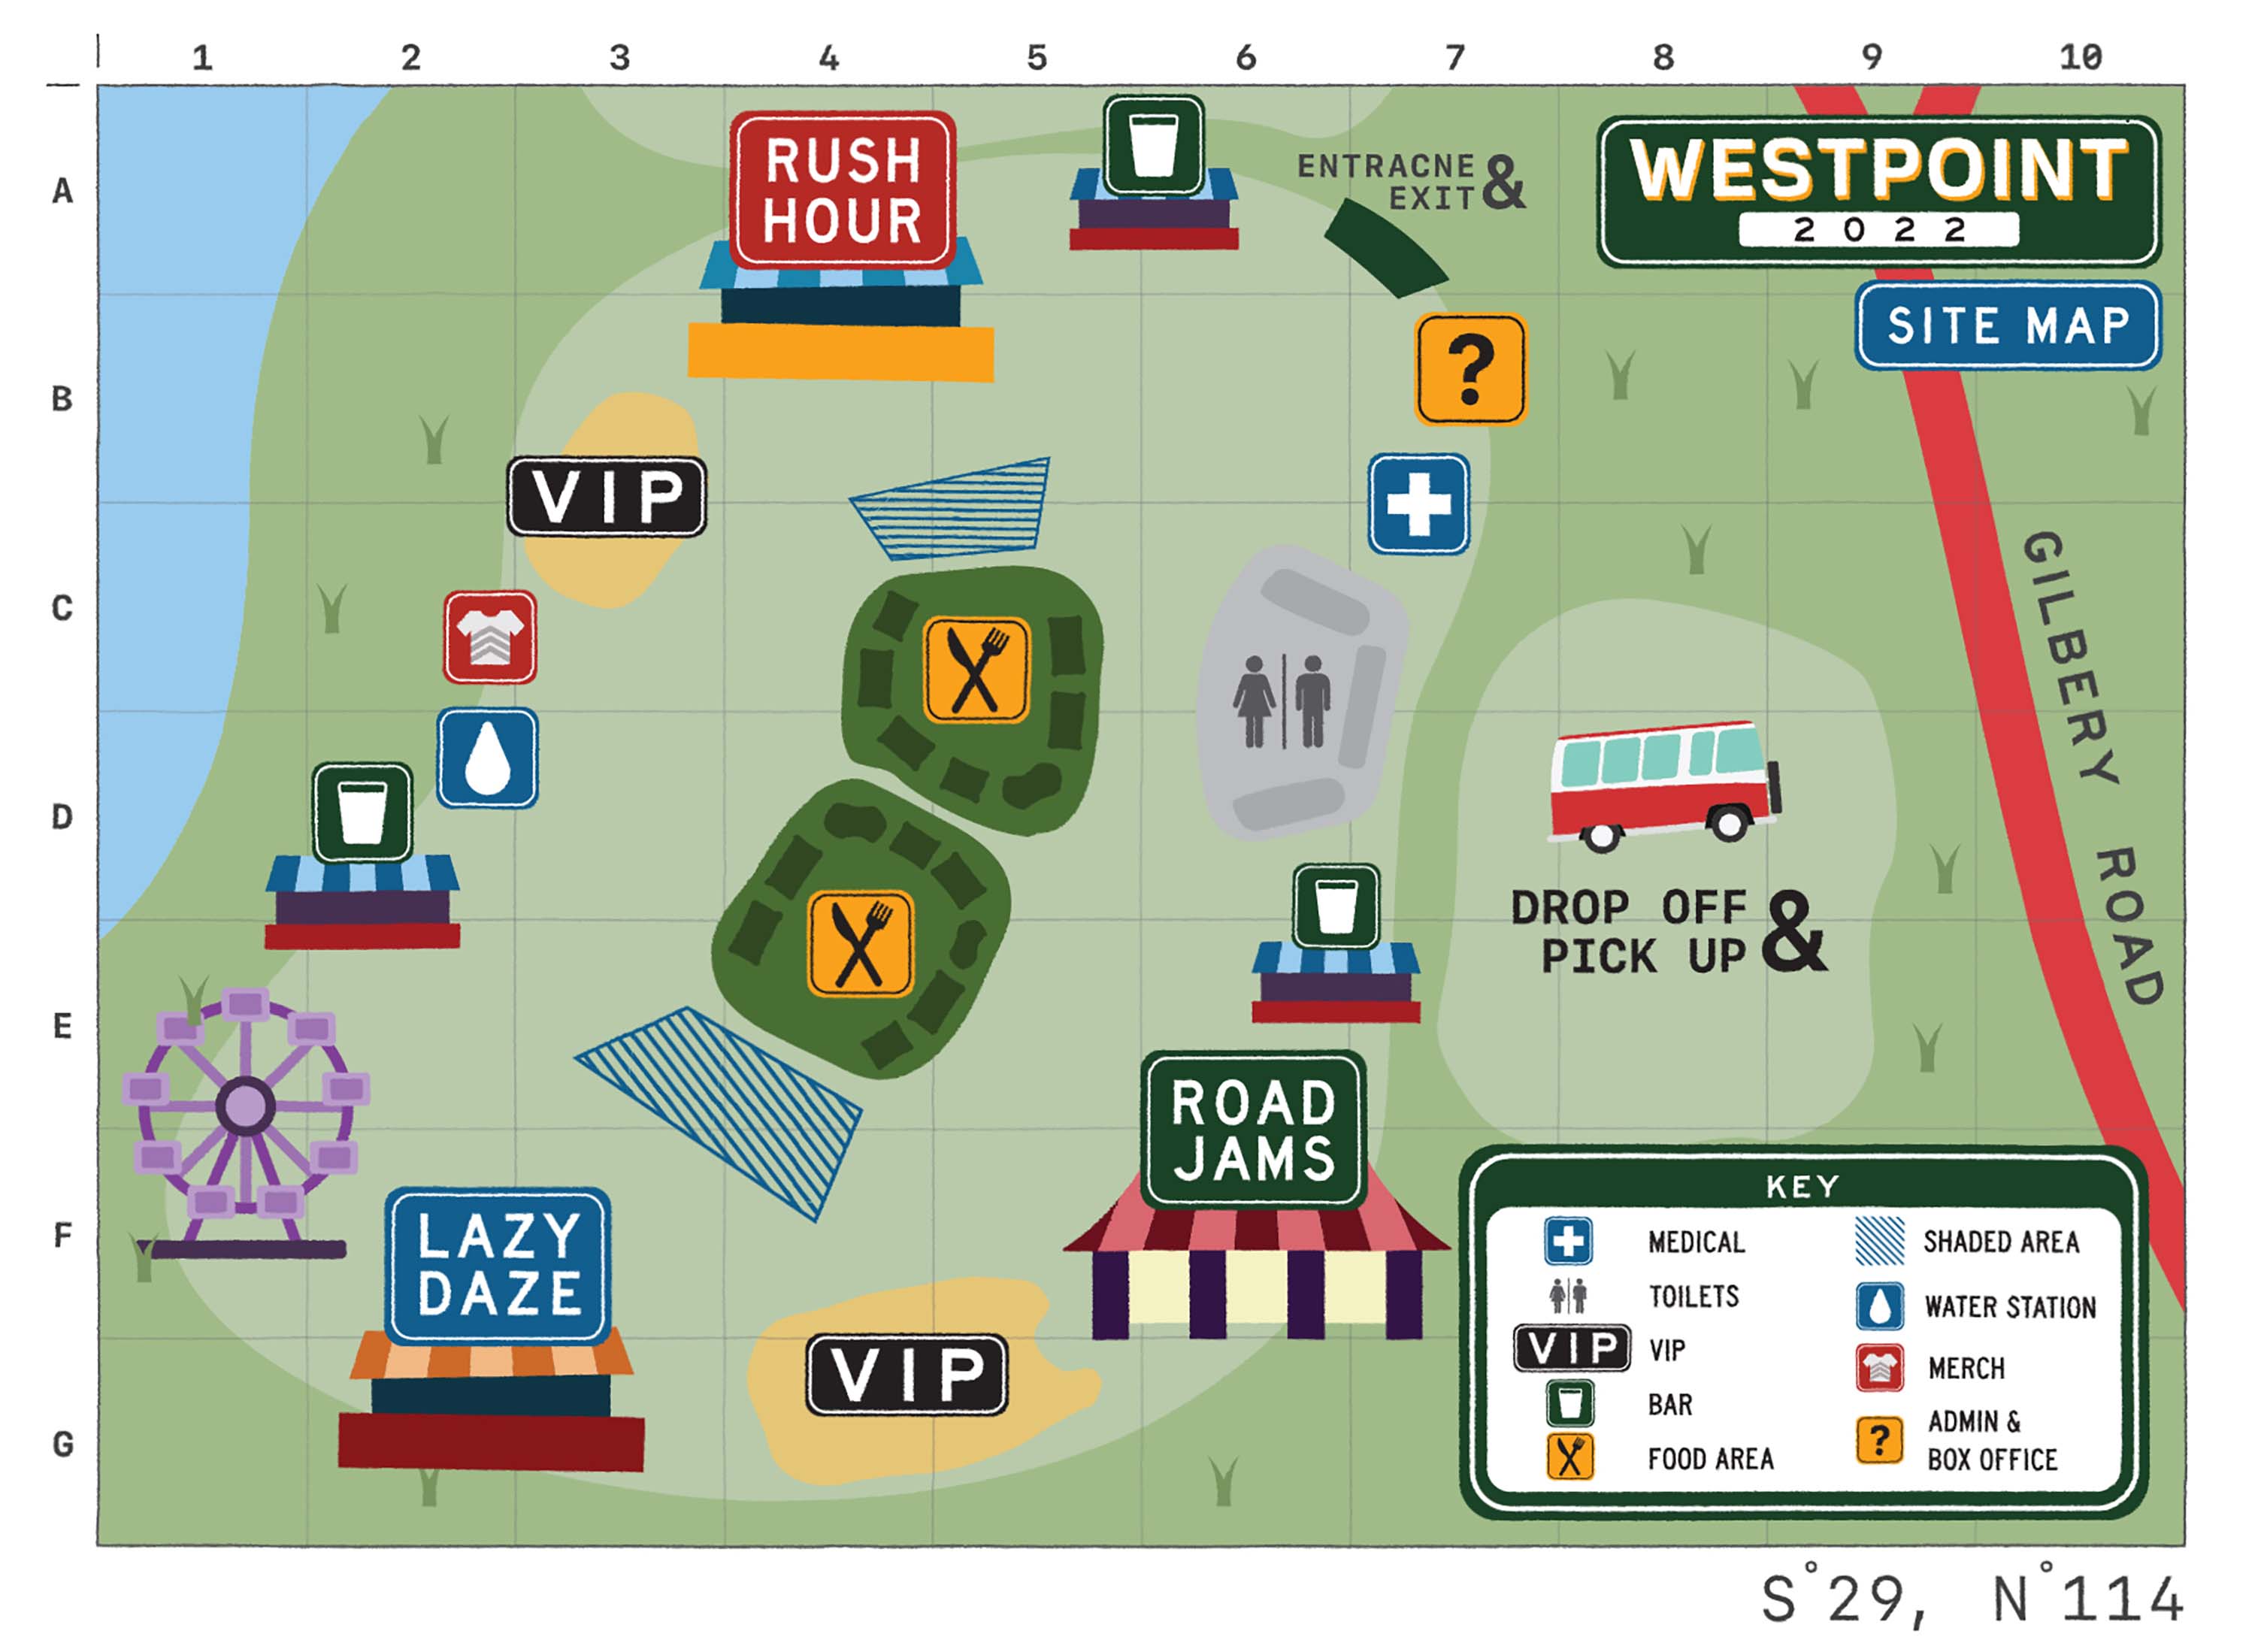 1 2 3 4 5 6 7 8 9 10
A
B
C
D
E
F
G
RUSH
HOUR
ENTRACNE &
EXIT
WESTPOINT
2022
SITE MAP
?
VIP
GILBERY ROAD
DROP OFF &
PICK UP
ROAD
JAMS
LAZY
DAZE
VIP
KEY
MEDICAL
TOILETS
VIP VIP
BAR
FOOD AREA
SHADED AREA
WATER STATION
MERCH
? ADMIN &
BOX OFFICE
S°29, N°114